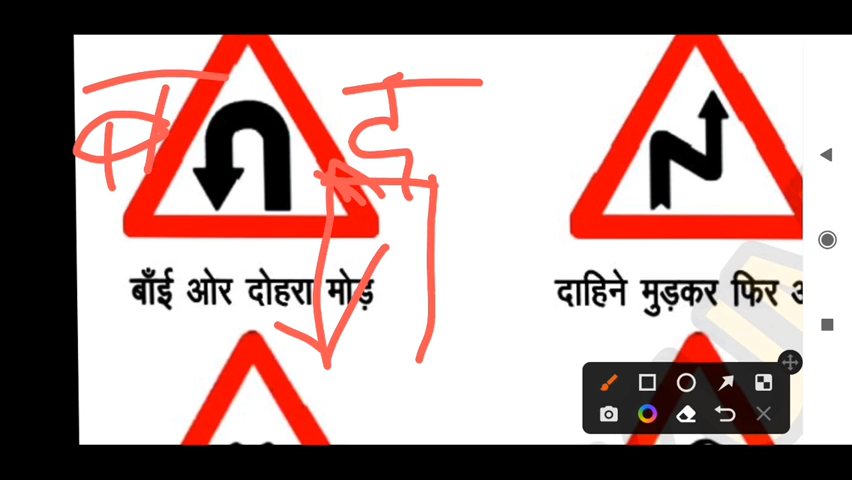 बाँई ओर दोहरा मोड़
दाहिने मुड़कर फिर
द